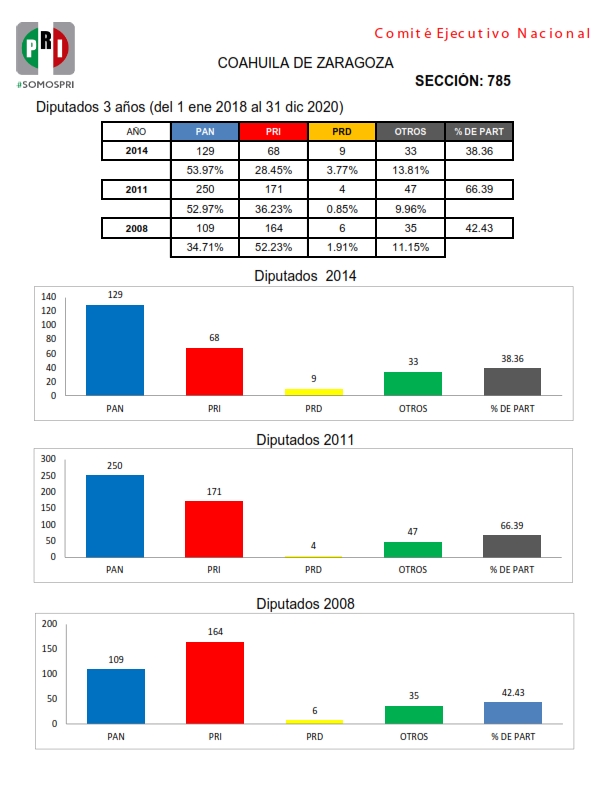 Comité Ejecutivo Nacional
PRI
#SOMOSPRI
COAHUILA DE ZARAGOZA
SECCIÓN: 785
Diputados 3 años (del 1 ene 2018 al 31 dic 2020)
AÑO PAN PRI PRD OTROS % DE PART
2014 129 68 9 33 38.36
53.97% 28.45% 3.77% 13.81%
2011 250 171 4 47 66.39
52.97% 36.23% 0.85% 9.96%
2008 109 164 6 35 42.43
34.71% 52.23% 1.91% 11.15%
Diputados 2014
140
120
100
80
60
40
20
0
129 68 9 33 38.36
PAN PRI PRD OTROS % DE PART
Diputados 2011
300
250
200
150
100
50
0
250 171 4 47 66.39
PAN PRI PRD OTROS % DE PART
Diputados 2008
200
150
100
50
0
109 164 6 35 42.43
PAN PRI PRD OTROS % DE PART